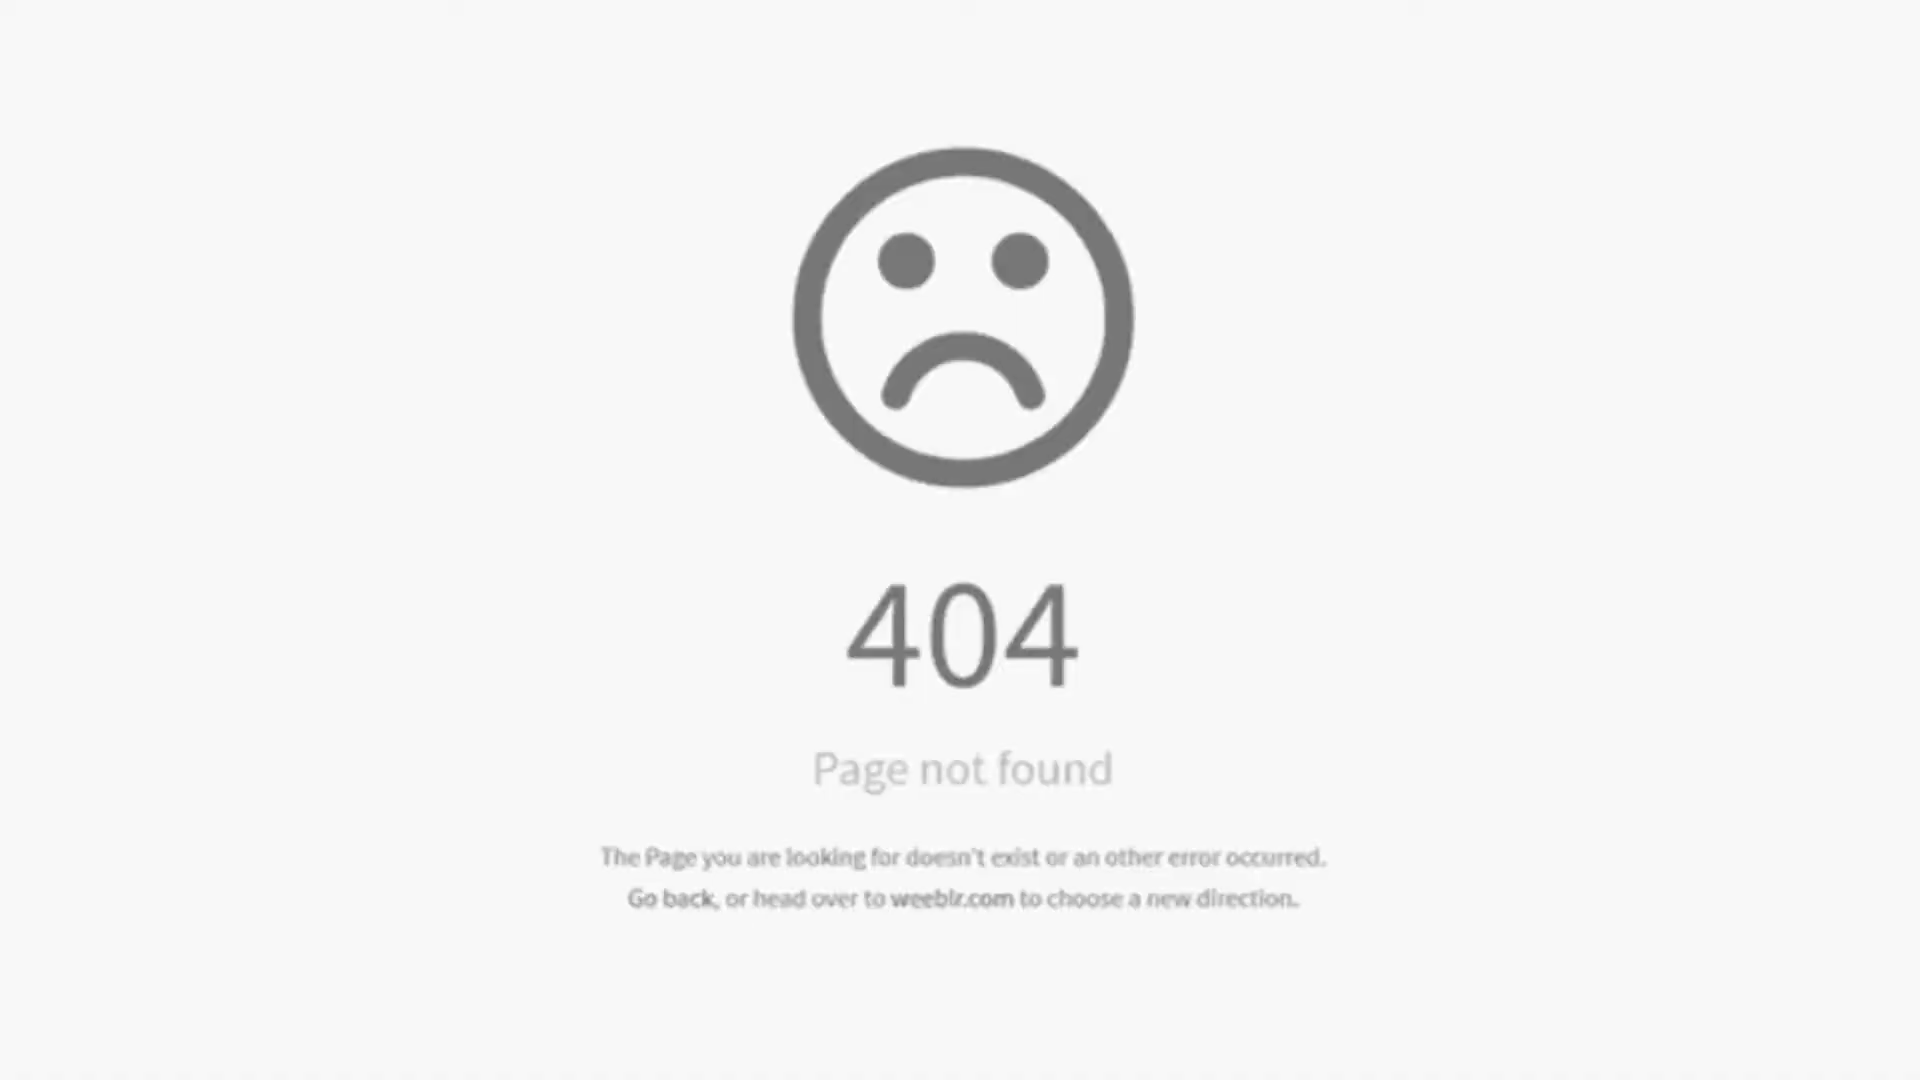 404
Page not found
The Page you are looking for doesn't exist or an other error occurred.
Go back, or head over to weeblr.com to choose a new direction.